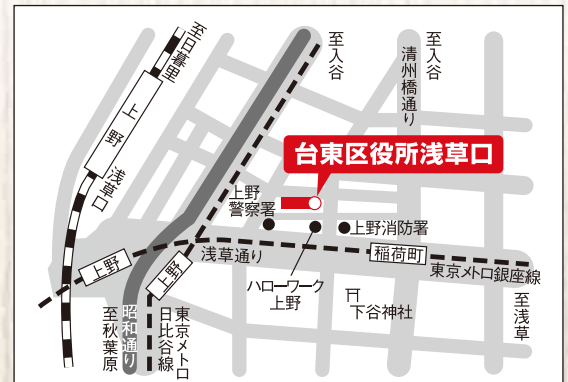 至日暮里
上野
浅草口
至入谷
清州橋通り
至入谷
台東区役所浅草口
上野
警察署
上野消防署
浅草通り
稲荷町
東京メトロ銀座線
至浅草
ハローワーク
上野
下谷神社
上野
上野
昭和通り
至秋葉原
東京メトロ
日比谷線